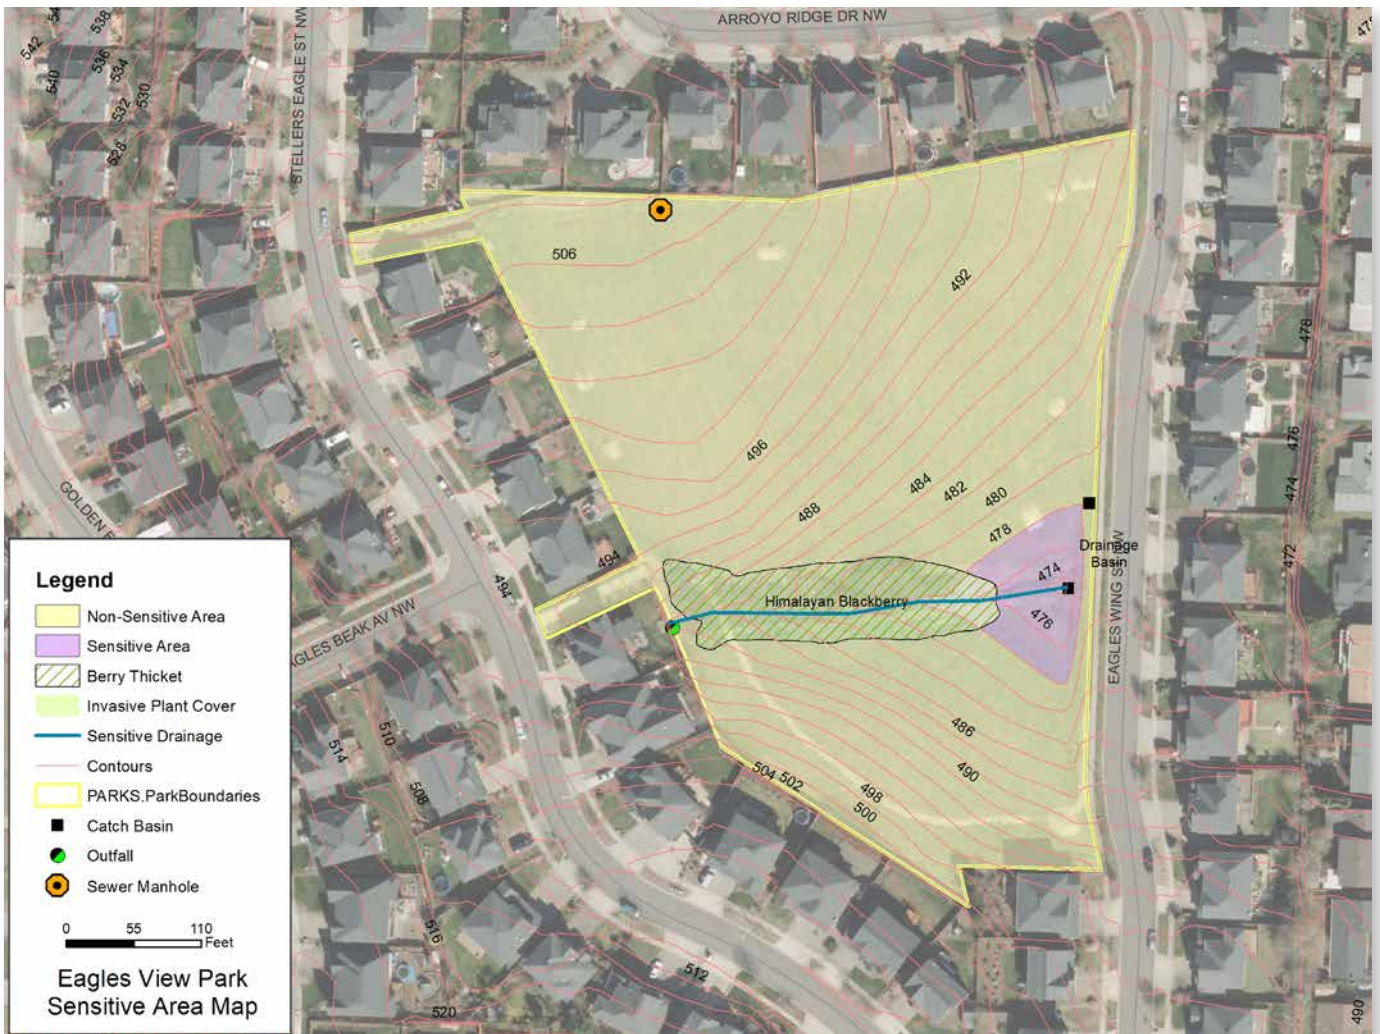 ARROYO RIDGE DR NW
538
542
536
534
540
530
532
528
STELLERS EAGLE ST NW
506
492
478
496
484
482
480
488
478
476
474
472
Drainage
Basin
474
476
Himalayan Blackberry
EAGLES WING ST NW
494
494
GOLDEN
AGLES BEAK AV NW
486
490
498
500
504 502
514
510
508
516
512
520
490
Legend
Non-Sensitive Area
Sensitive Area
Berry Thicket
Invasive Plant Cover
Sensitive Drainage
Contours
PARKS.ParkBoundaries
Catch Basin
Outfall
Sewer Manhole
0 55 110
Feet
Eagles View Park
Sensitive Area Map